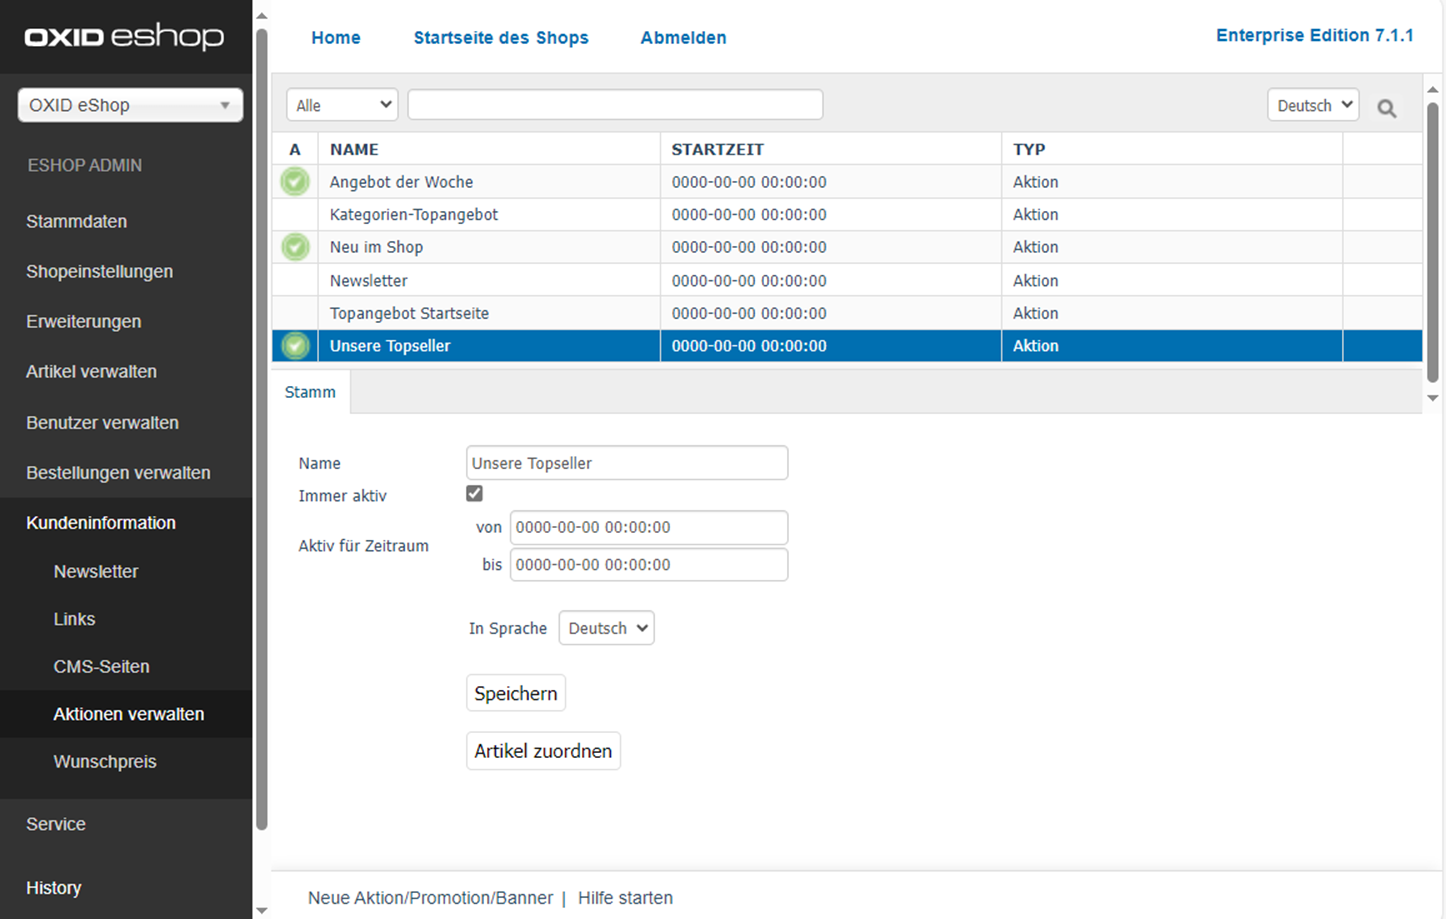 OXID eshop
Home Startseite des Shops Abmelden Enterprise Edition 7.1.1
OXID eShop
ESHOP ADMIN
Stammdaten
Shopeinstellungen
Erweiterungen
Artikel verwalten
Benutzer verwalten
Bestellungen verwalten
Kundeninformation
Newsletter
Links
CMS-Seiten
Aktionen verwalten
Wunschpreis
Service
History
Alle Deutsch
A NAME STARTZEIT TYP
Angebot der Woche 0000-00-00 00:00:00 Aktion
Kategorien-Topangebot 0000-00-00 00:00:00 Aktion
Neu im Shop 0000-00-00 00:00:00 Aktion
Newsletter 0000-00-00 00:00:00 Aktion
Topangebot Startseite 0000-00-00 00:00:00 Aktion
Unsere Topseller 0000-00-00 00:00:00 Aktion
Stamm
Name Unsere Topseller
Immer aktiv
Aktiv für Zeitraum
von 0000-00-00 00:00:00
bis 0000-00-00 00:00:00
In Sprache Deutsch
Speichern
Artikel zuordnen
Neue Aktion/Promotion/Banner | Hilfe starten